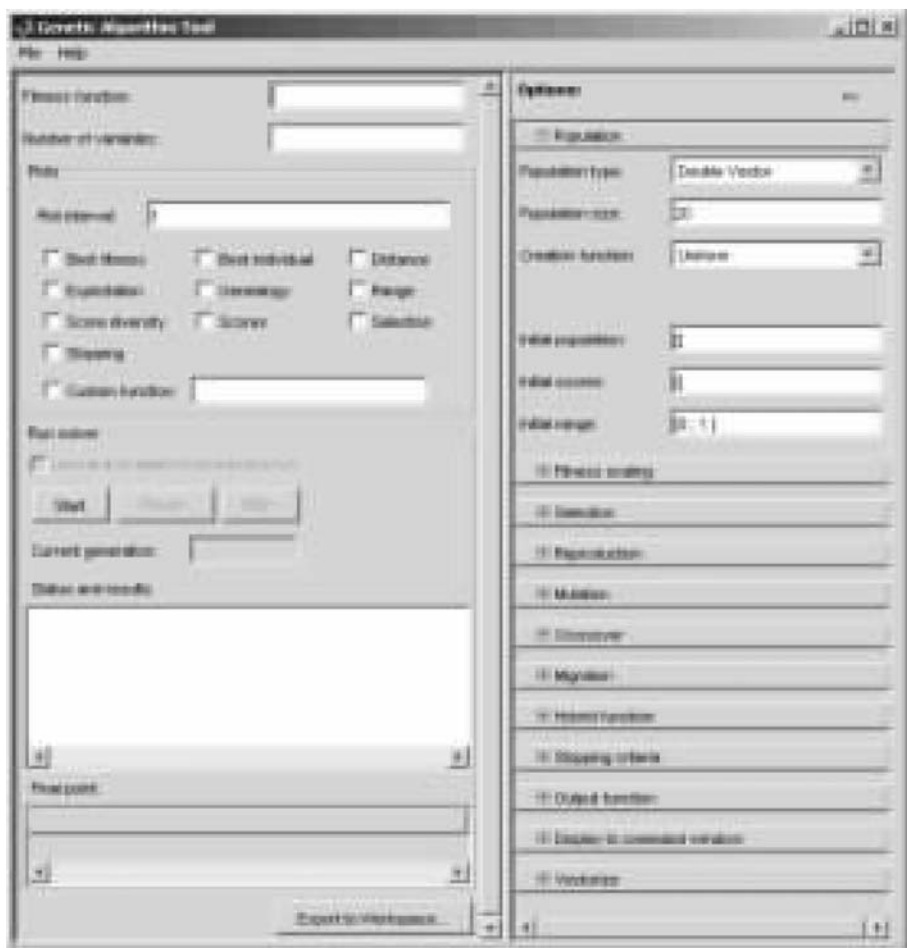 Genetic Algorithm Tool
File Help
Fitness function:
Number of variables:
Plots
Plot interval: 1
Best fitness Best individual Distance
Expectation Genealogy Range
Score diversity Scores Selection
Stopping
Custom function:
Run solver
Start Pause Stop
Current generation:
Status and results:
Final point:
Export to Workspace...
Options:
Population
Population type: Double Vector
Population size: 20
Creation function: Uniform
Initial population: []
Initial scores: []
Initial range: [0 ; 1 ]
Fitness scaling
Selection
Reproduction
Mutation
Crossover
Migration
Hybrid function
Stopping criteria
Output function
Display to command window
Vectorize